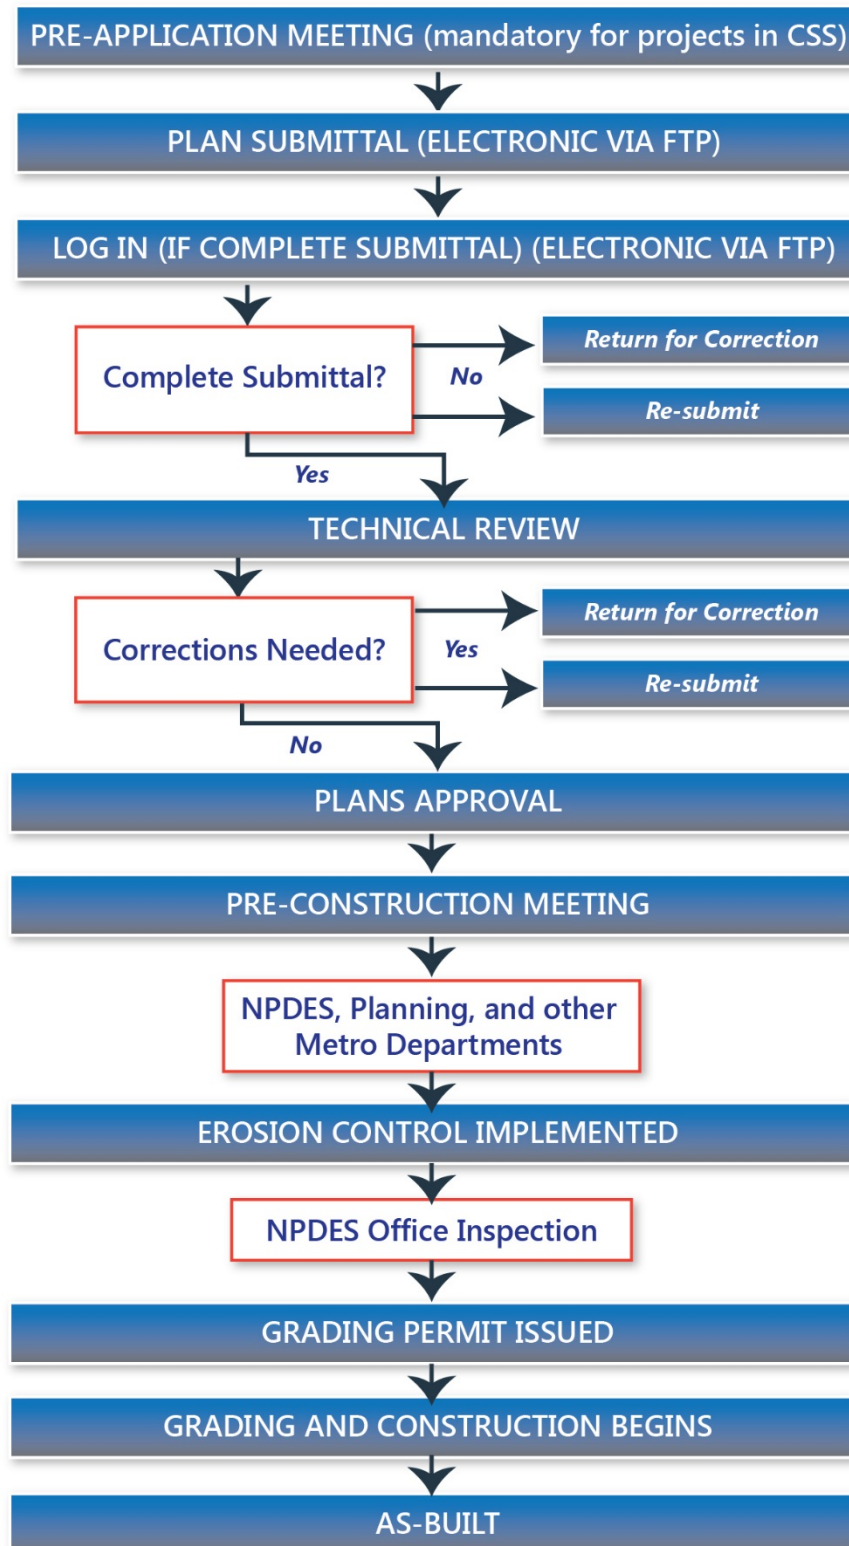 PRE-APPLICATION MEETING (mandatory for projects in CSS)
PLAN SUBMITTAL (ELECTRONIC VIA FTP)
LOG IN (IF COMPLETE SUBMITTAL) (ELECTRONIC VIA FTP)
Complete Submittal?
No
Return for Correction
Re-submit
Yes
TECHNICAL REVIEW
Corrections Needed?
Yes
Return for Correction
Re-submit
No
PLANS APPROVAL
PRE-CONSTRUCTION MEETING
NPDES, Planning, and other
Metro Departments
EROSION CONTROL IMPLEMENTED
NPDES Office Inspection
GRADING PERMIT ISSUED
GRADING AND CONSTRUCTION BEGINS
AS-BUILT